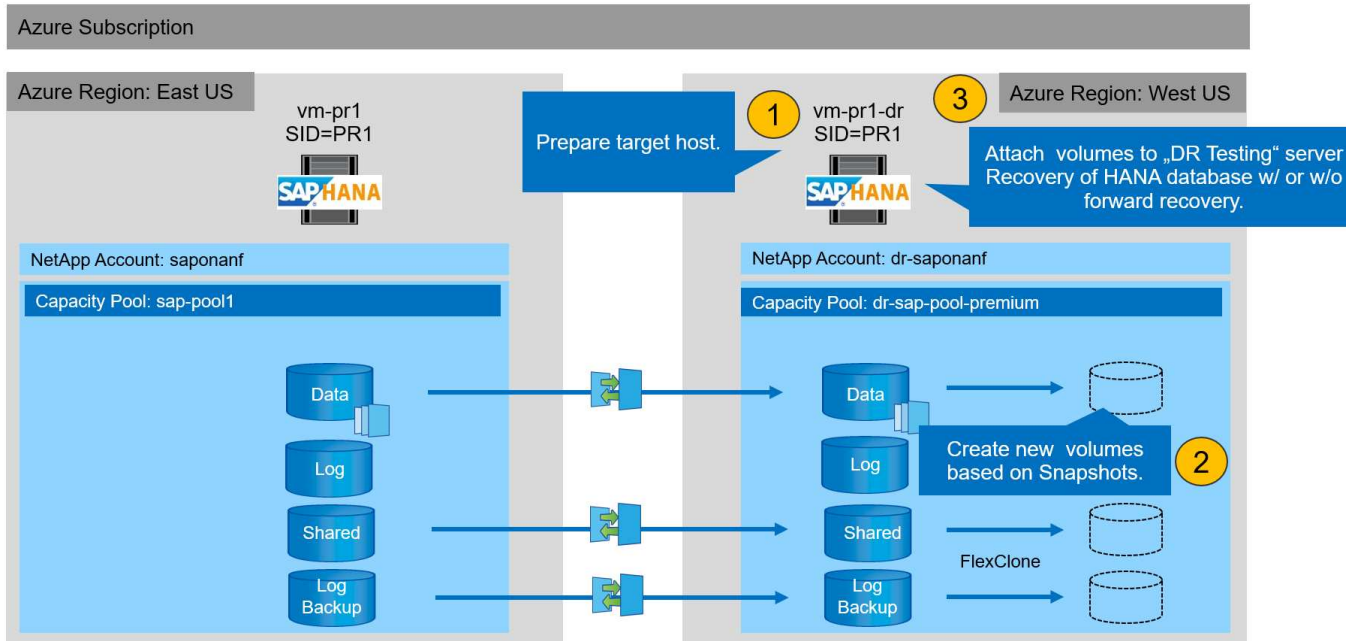 Azure Subscription
Azure Region: East US
vm-pr1
SID=PR1
SAP HANA
NetApp Account: saponanf
Capacity Pool: sap-pool1
Data
Log
Shared
Log
Backup
Prepare target host.
1
vm-pr1-dr
SID=PR1
SAP HANA
3
Azure Region: West US
Attach volumes to „DR Testing“ server
Recovery of HANA database w/ or w/o
forward recovery.
NetApp Account: dr-saponanf
Capacity Pool: dr-sap-pool-premium
Data
Log
Create new volumes
based on Snapshots.
2
Shared
FlexClone
Log
Backup